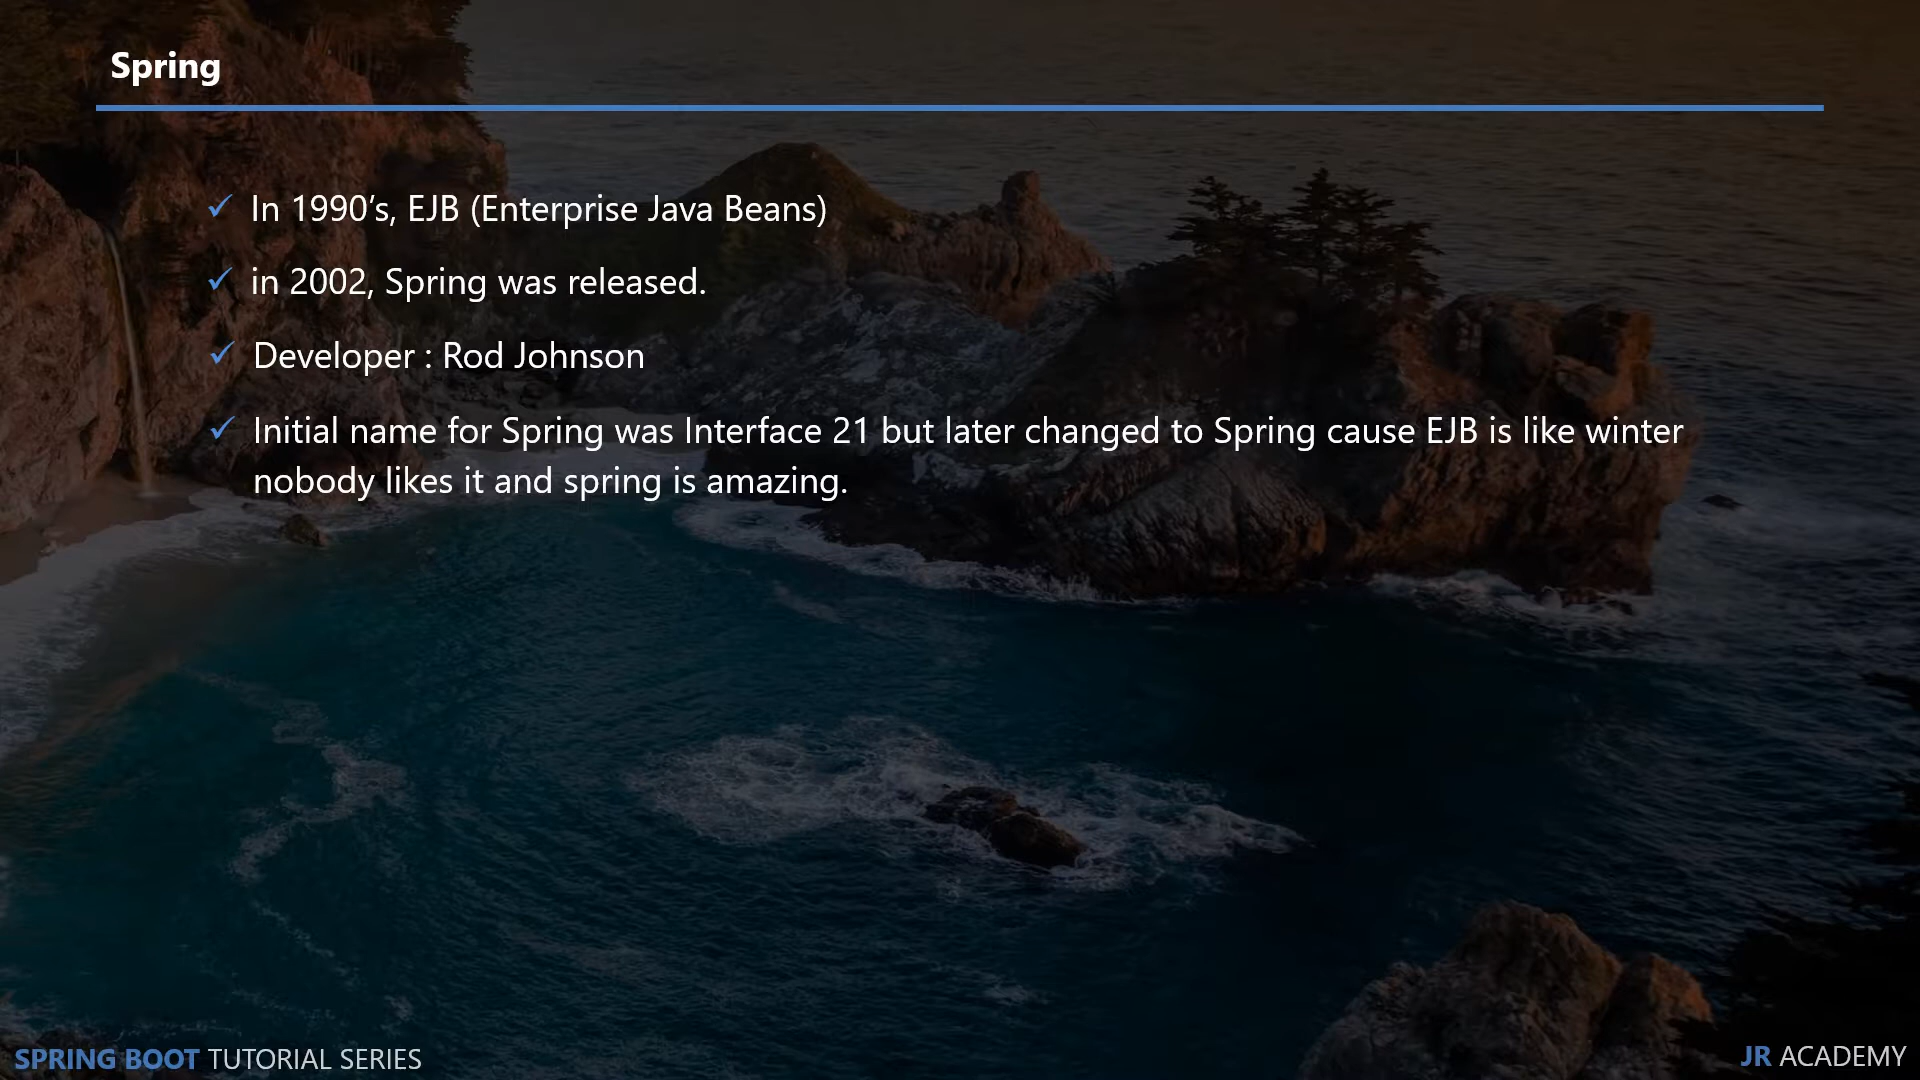 Spring
In 1990’s, EJB (Enterprise Java Beans)
in 2002, Spring was released.
Developer : Rod Johnson
Initial name for Spring was Interface 21 but later changed to Spring cause EJB is like winter
nobody likes it and spring is amazing.
SPRING BOOT TUTORIAL SERIES
JR ACADEMY